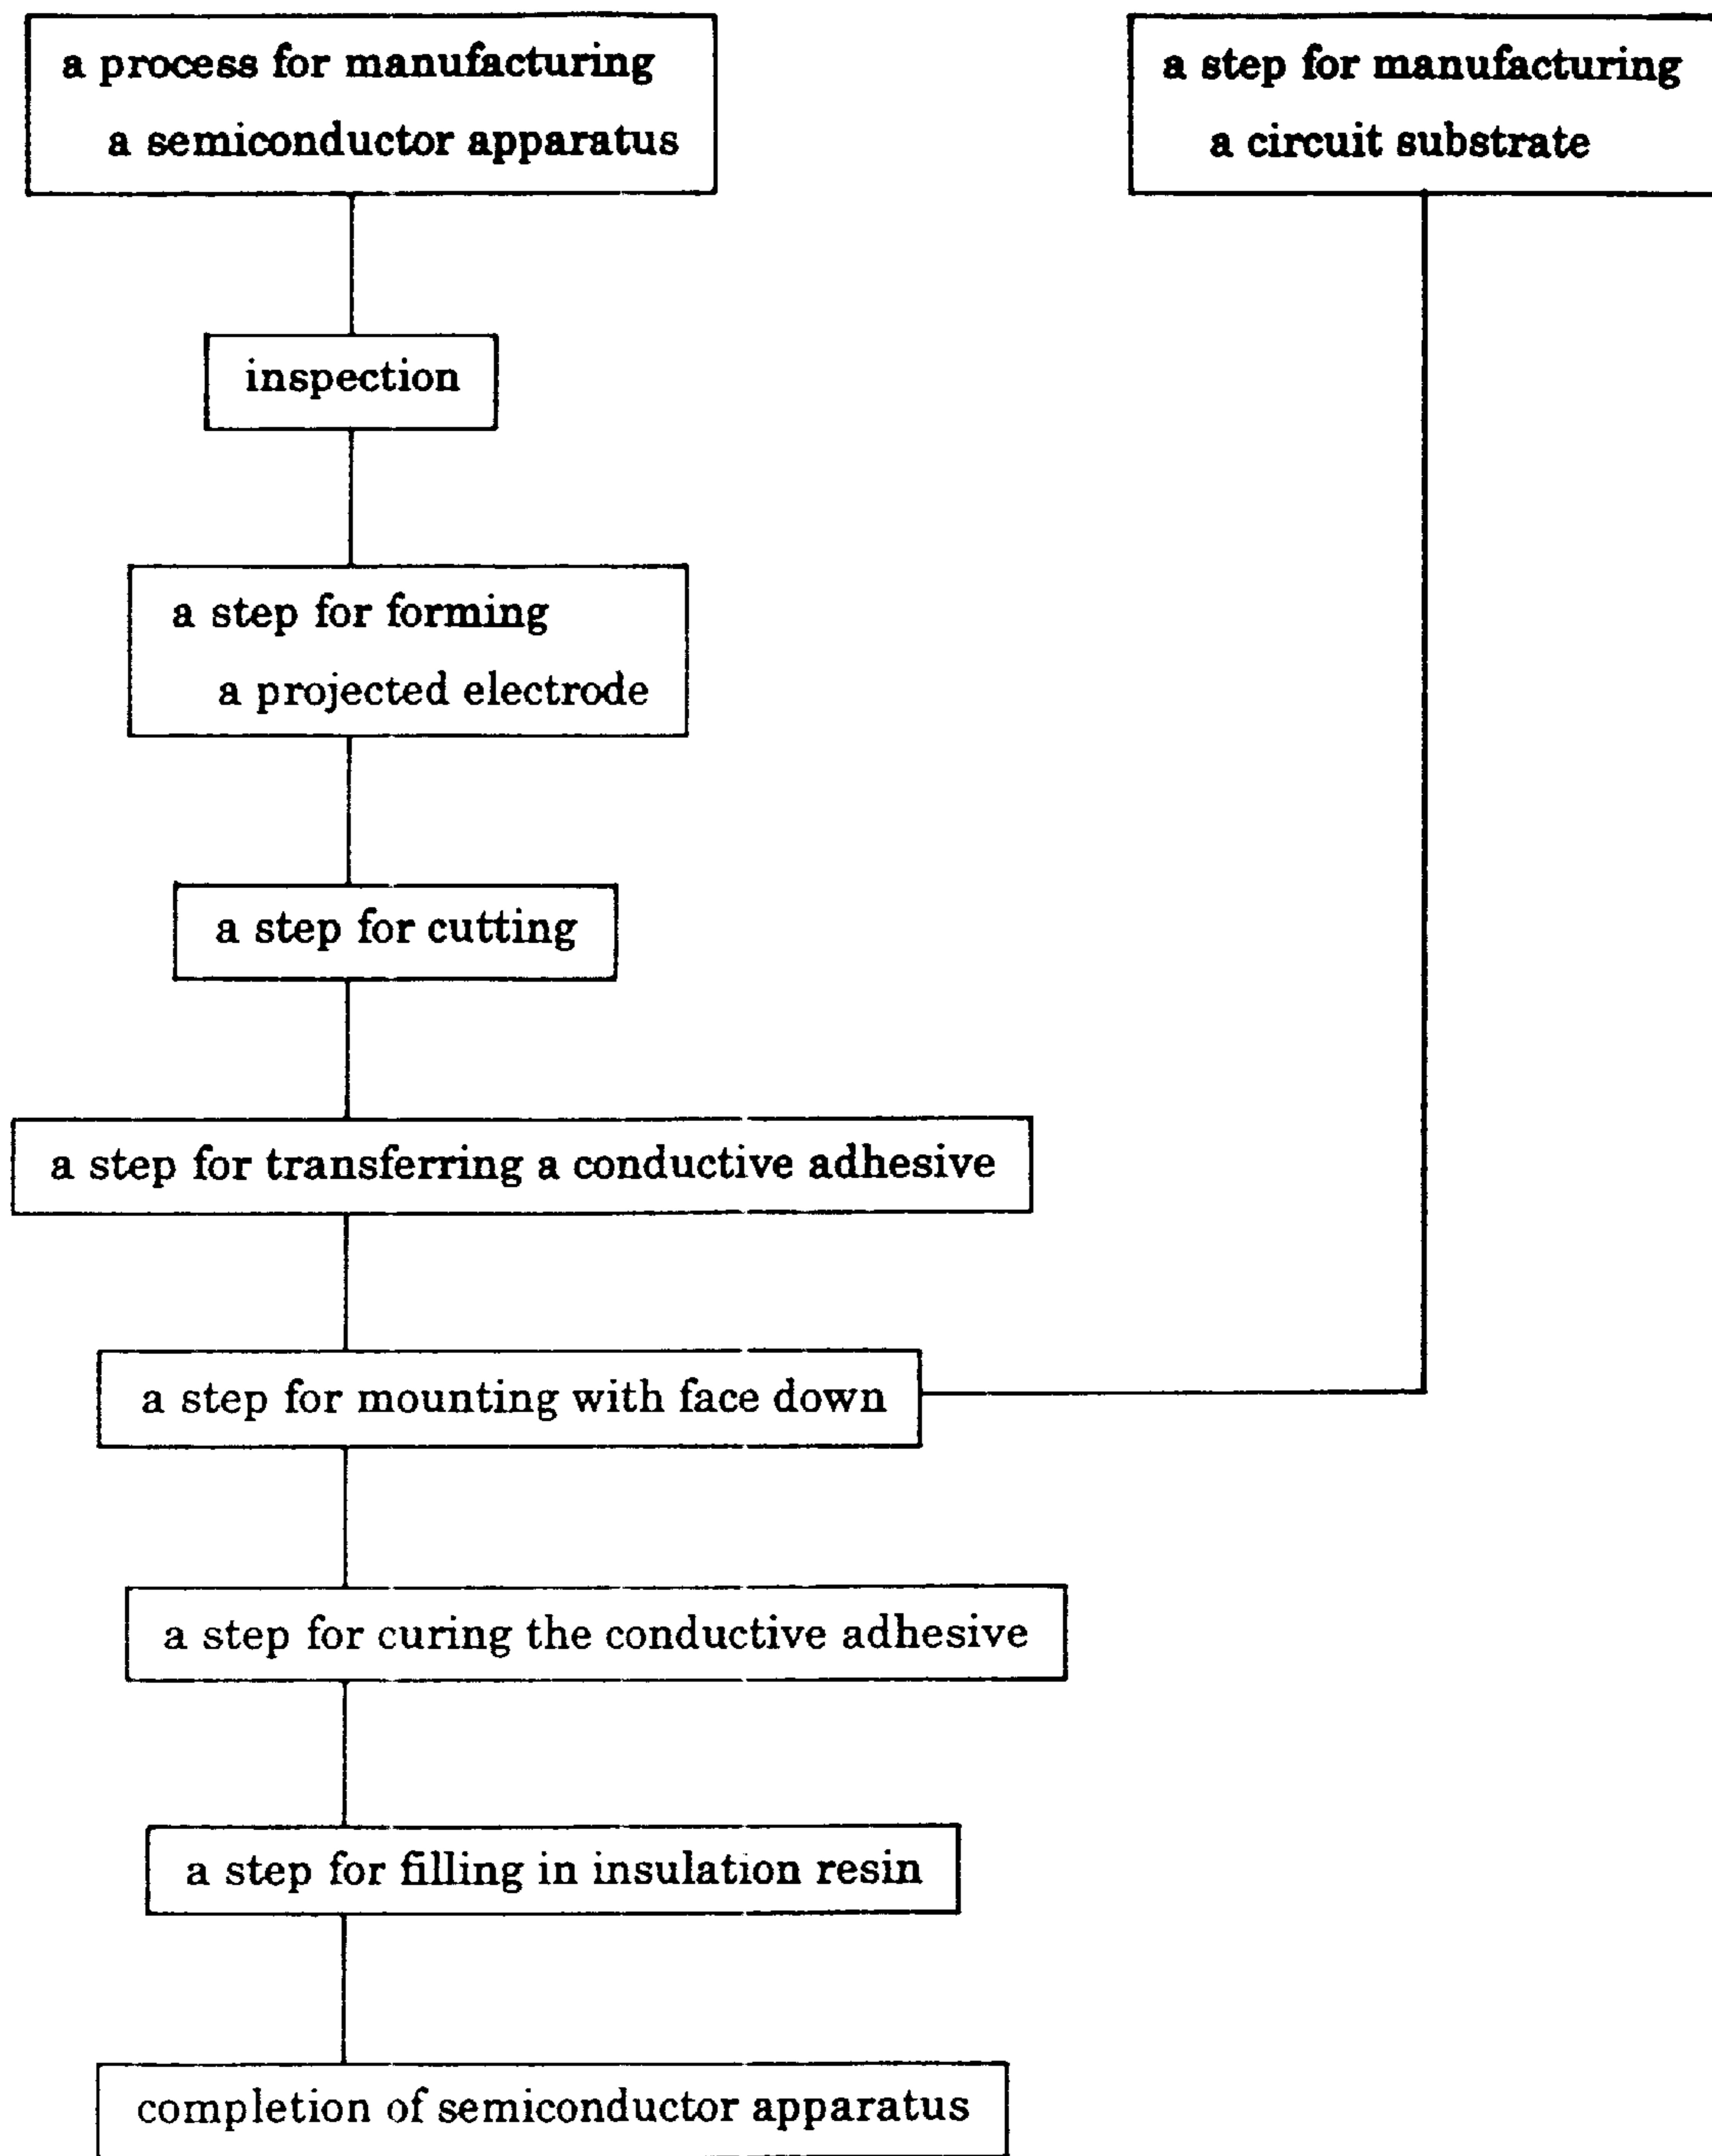 a process for manufacturing
a semiconductor apparatus
a step for manufacturing
a circuit substrate
inspection
a step for forming
a projected electrode
a step for cutting
a step for transferring a conductive adhesive
a step for mounting with face down
a step for curing the conductive adhesive
a step for filling in insulation resin
completion of semiconductor apparatus